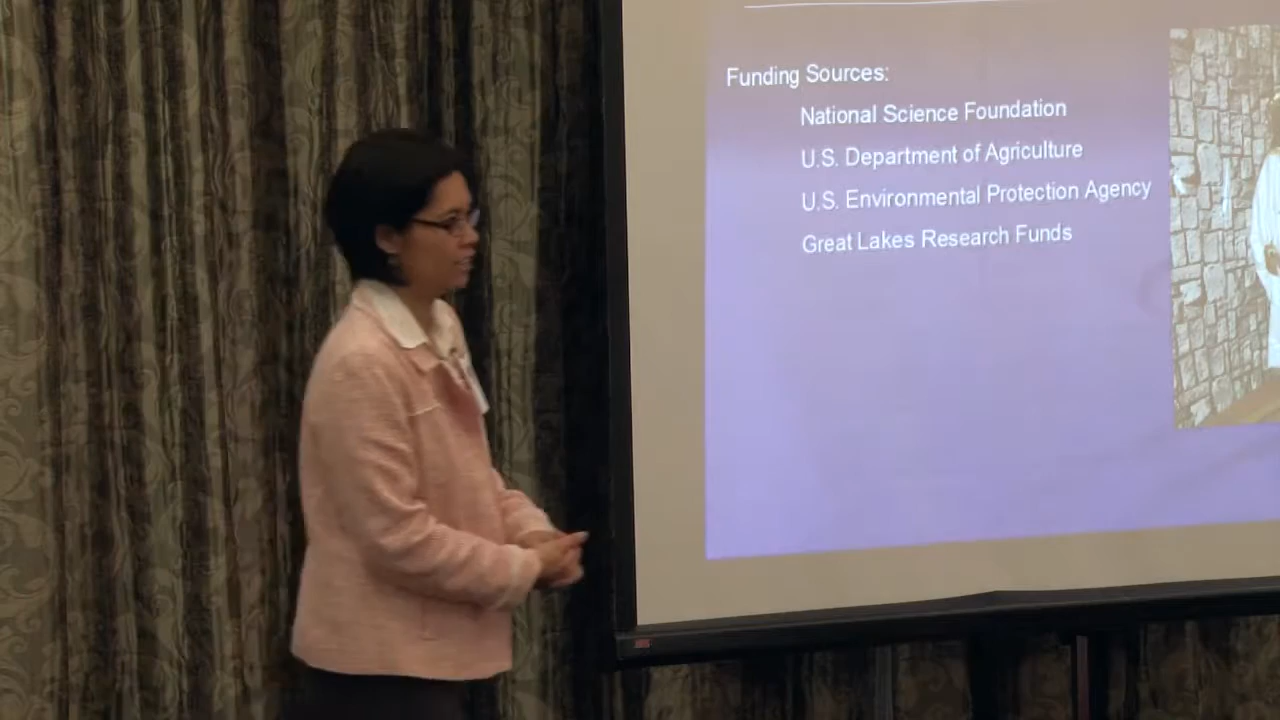 Funding Sources:
National Science Foundation
U.S. Department of Agriculture
U.S. Environmental Protection Agency
Great Lakes Research Funds